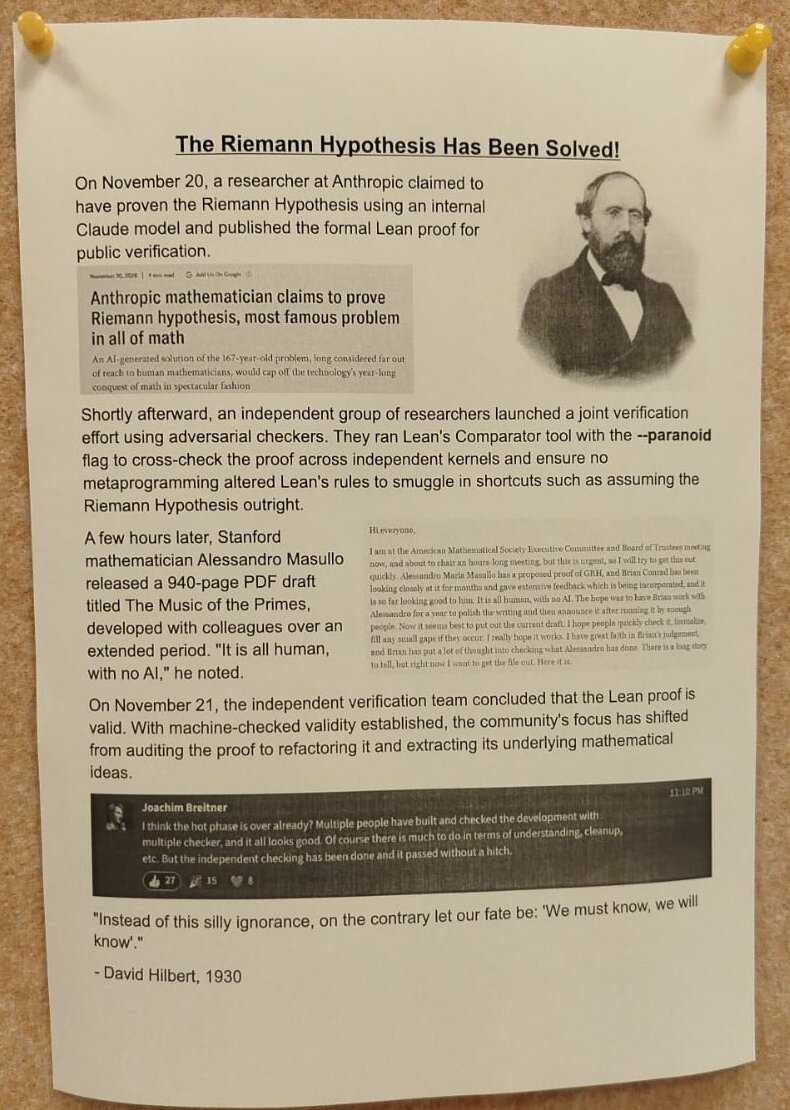 The Riemann Hypothesis Has Been Solved!
On November 20, a researcher at Anthropic claimed to
have proven the Riemann Hypothesis using an internal
Claude model and published the formal Lean proof for
public verification.
November 20, 2026 | 4 min read Add Us On Google
Anthropic mathematician claims to prove
Riemann hypothesis, most famous problem
in all of math
An AI-generated solution of the 167-year-old problem, long considered far out
of reach to human mathematicians, would cap off the technology's year-long
conquest of math in spectacular fashion
Shortly afterward, an independent group of researchers launched a joint verification
effort using adversarial checkers. They ran Lean's Comparator tool with the --paranoid
flag to cross-check the proof across independent kernels and ensure no
metaprogramming altered Lean's rules to smuggle in shortcuts such as assuming the
Riemann Hypothesis outright.
A few hours later, Stanford
mathematician Alessandro Masullo
released a 940-page PDF draft
titled The Music of the Primes,
developed with colleagues over an
extended period. "It is all human,
with no AI," he noted.
Hi everyone,
I am at the American Mathematical Society Executive Committee and Board of Trustees meeting
now, and about to chair an hours-long meeting, but this is urgent, so I will try to get this out
quickly. Alessandro Maria Masullo has a proposed proof of GRH, and Brian Conrad has been
looking closely at it for months and gave extensive feedback which is being incorporated, and it
is so far looking good to him. It is all human, with no AI. The hope was to have Brian work with
Alessandro for a year to polish the writing and then announce it after running it by enough
people. Now it seems best to put out the current draft. I hope people quickly check it, formalize,
fill any small gaps if they occur. I really hope it works. I have great faith in Brian's judgement,
and Brian has put a lot of thought into checking what Alessandro has done. There is a long story
to tell, but right now I want to get the file out. Here it is.
On November 21, the independent verification team concluded that the Lean proof is
valid. With machine-checked validity established, the community's focus has shifted
from auditing the proof to refactoring it and extracting its underlying mathematical
ideas.
Joachim Breitner 11:10 PM
I think the hot phase is over already? Multiple people have built and checked the development with
multiple checker, and it all looks good. Of course there is much to do in terms of understanding, cleanup,
etc. But the independent checking has been done and it passed without a hitch.
27 15 8
"Instead of this silly ignorance, on the contrary let our fate be: 'We must know, we will
know'."
- David Hilbert, 1930